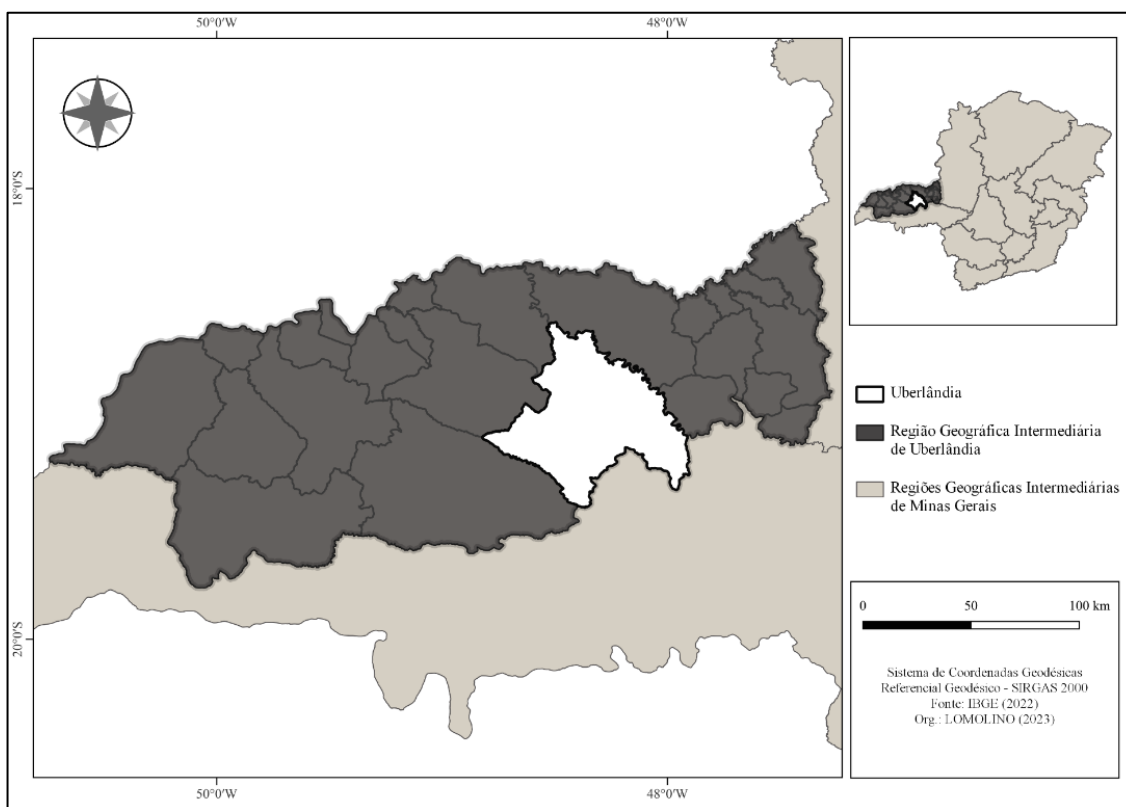 50°0'W
48°0'W
18°0'S
20°0'S
50°0'W
48°0'W
Uberlândia
Região Geográfica Intermediária
de Uberlândia
Regiões Geográficas Intermediárias
de Minas Gerais
0 50 100 km
Sistema de Coordenadas Geodésicas
Referencial Geodésico - SIRGAS 2000
Fonte: IBGE (2022)
Org.: LOMOLINO (2023)